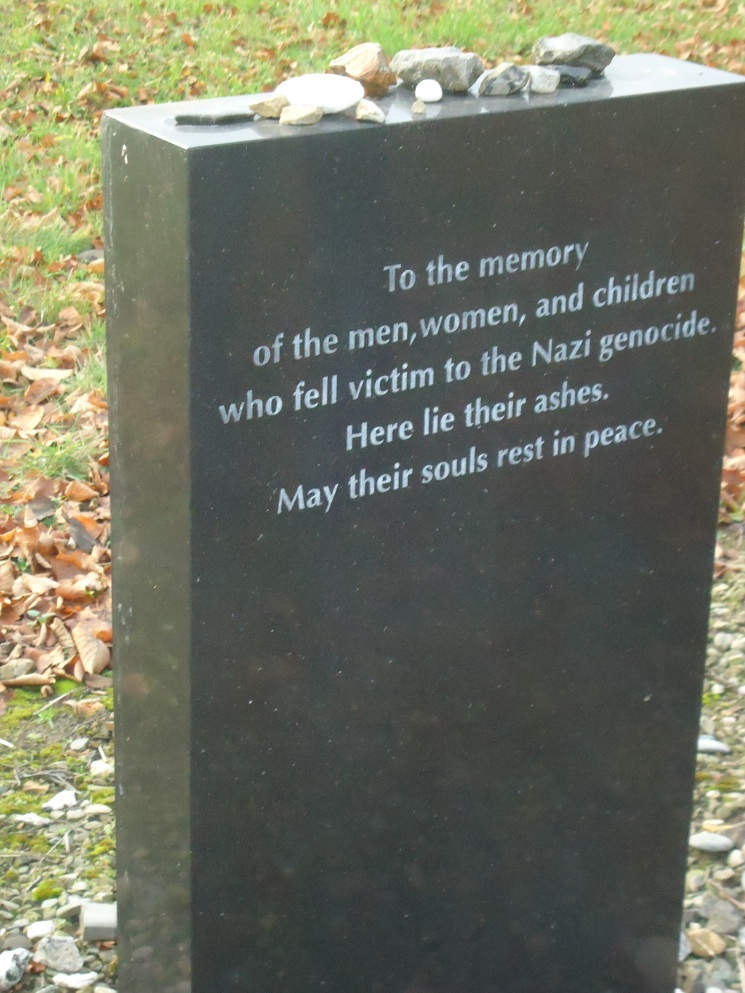 To the memory
of the men, women, and children
who fell victim to the Nazi genocide.
Here lie their ashes.
May their souls rest in peace.